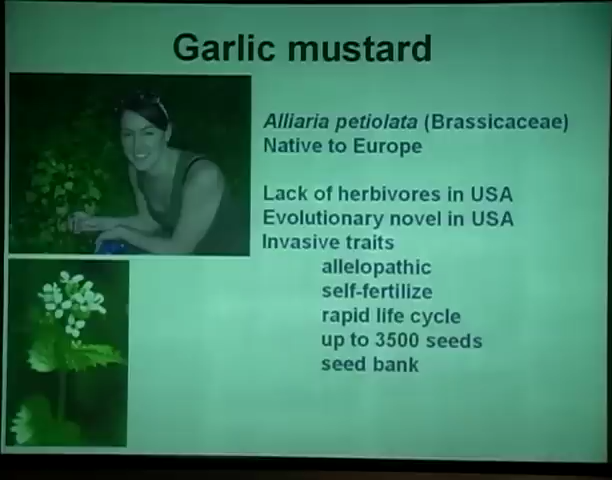 Garlic mustard
Alliaria petiolata (Brassicaceae)
Native to Europe
Lack of herbivores in USA
Evolutionary novel in USA
Invasive traits
allelopathic
self-fertilize
rapid life cycle
up to 3500 seeds
seed bank